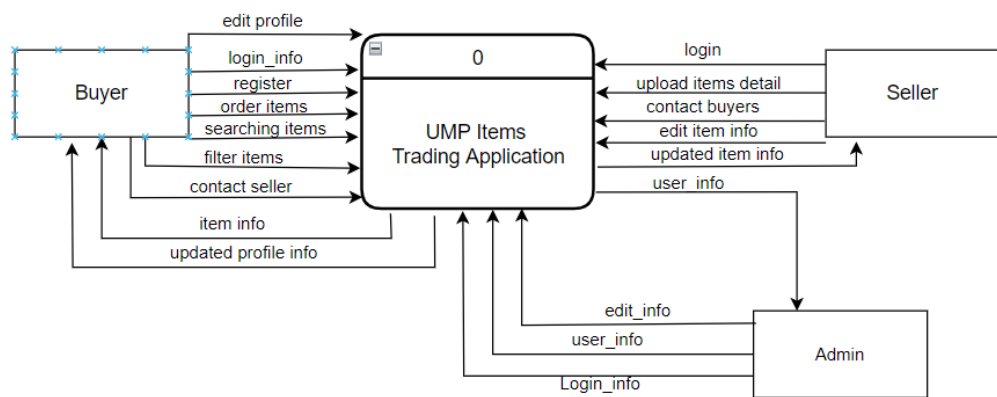 edit profile
login_info
register
order items
searching items
filter items
contact seller
item info
updated profile info
Buyer
0
UMP Items
Trading Application
login
upload items detail
contact buyers
edit item info
updated item info
user_info
Seller
edit_info
user_info
Login_info
Admin